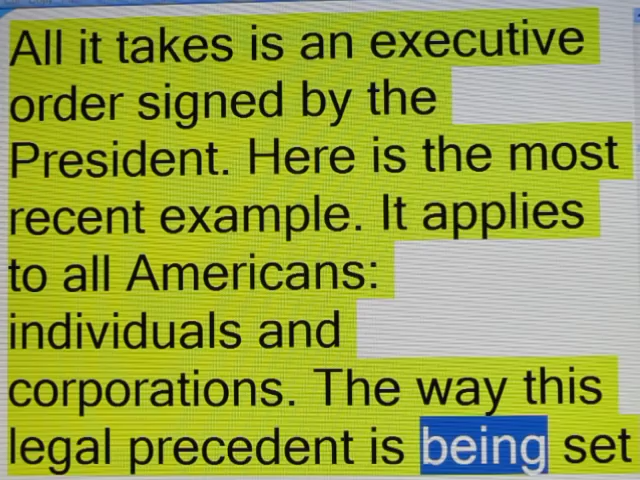 All it takes is an executive
order signed by the
President. Here is the most
recent example. It applies
to all Americans:
individuals and
corporations. The way this
legal precedent is being set